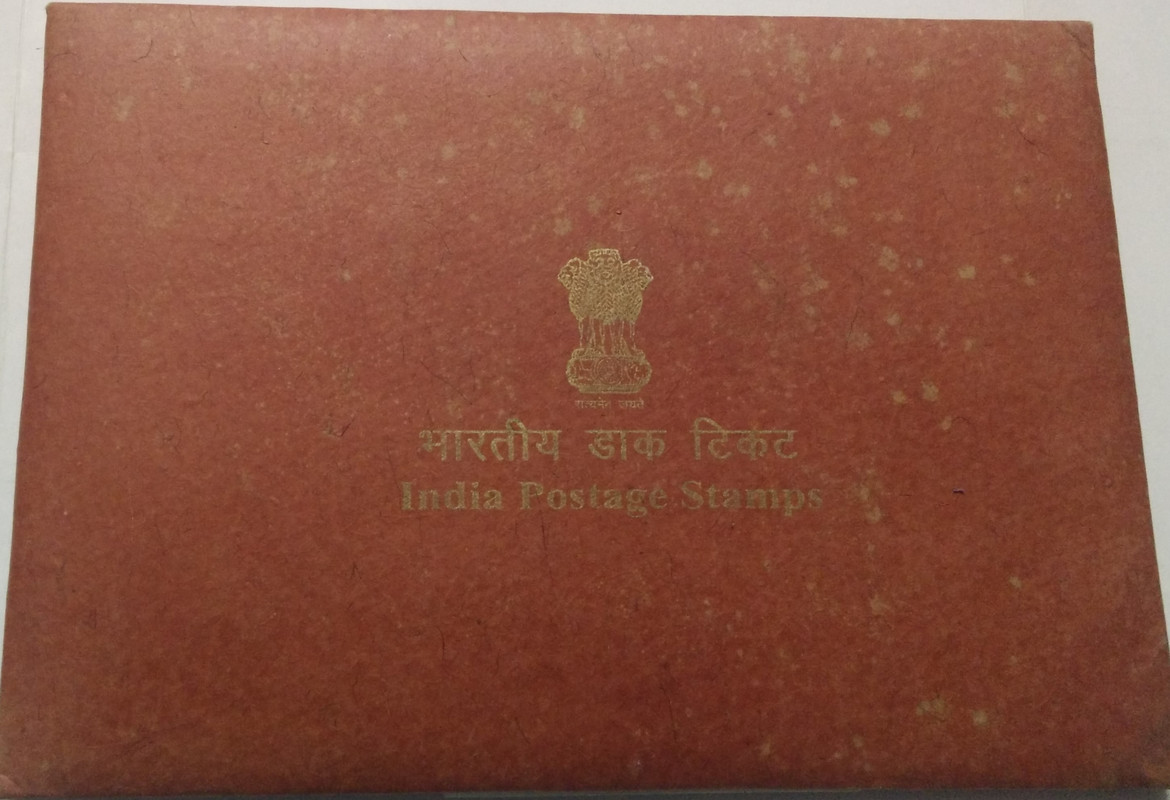 सत्यमेव जयते
भारतीय डाक टिकट
India Postage Stamps